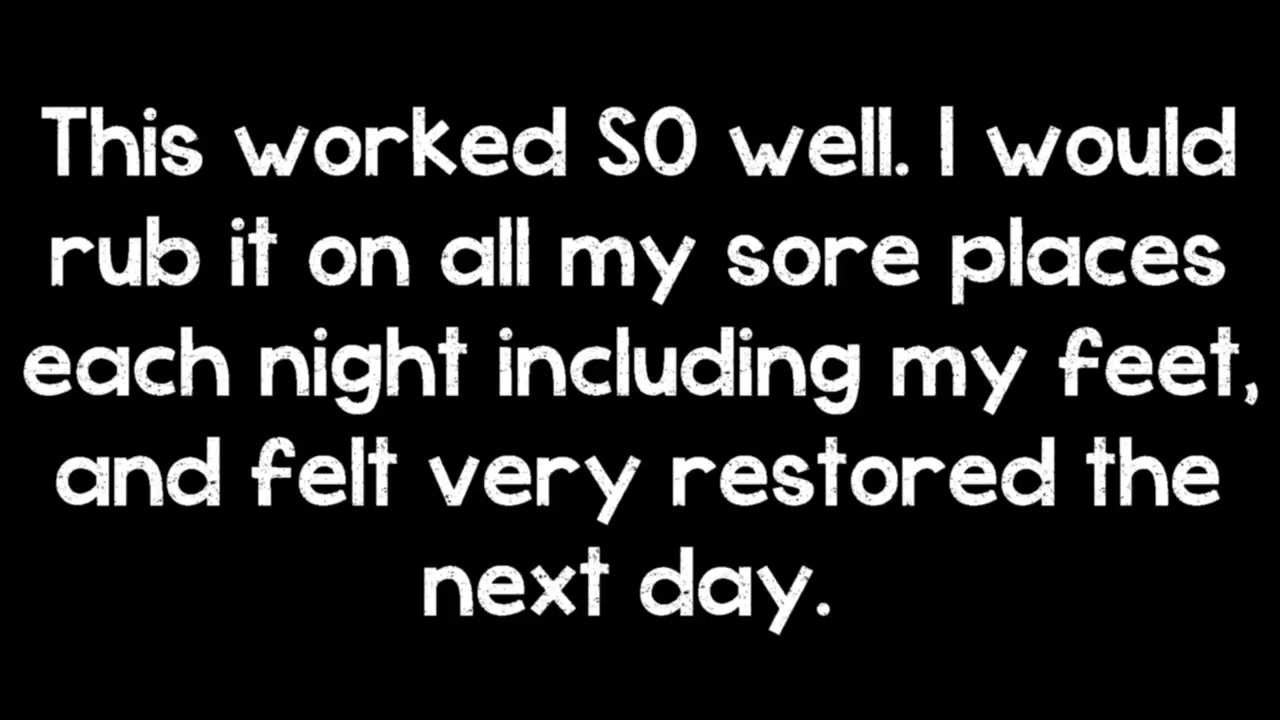 This worked SO well. I would
rub it on all my sore places
each night including my feet,
and felt very restored the
next day.